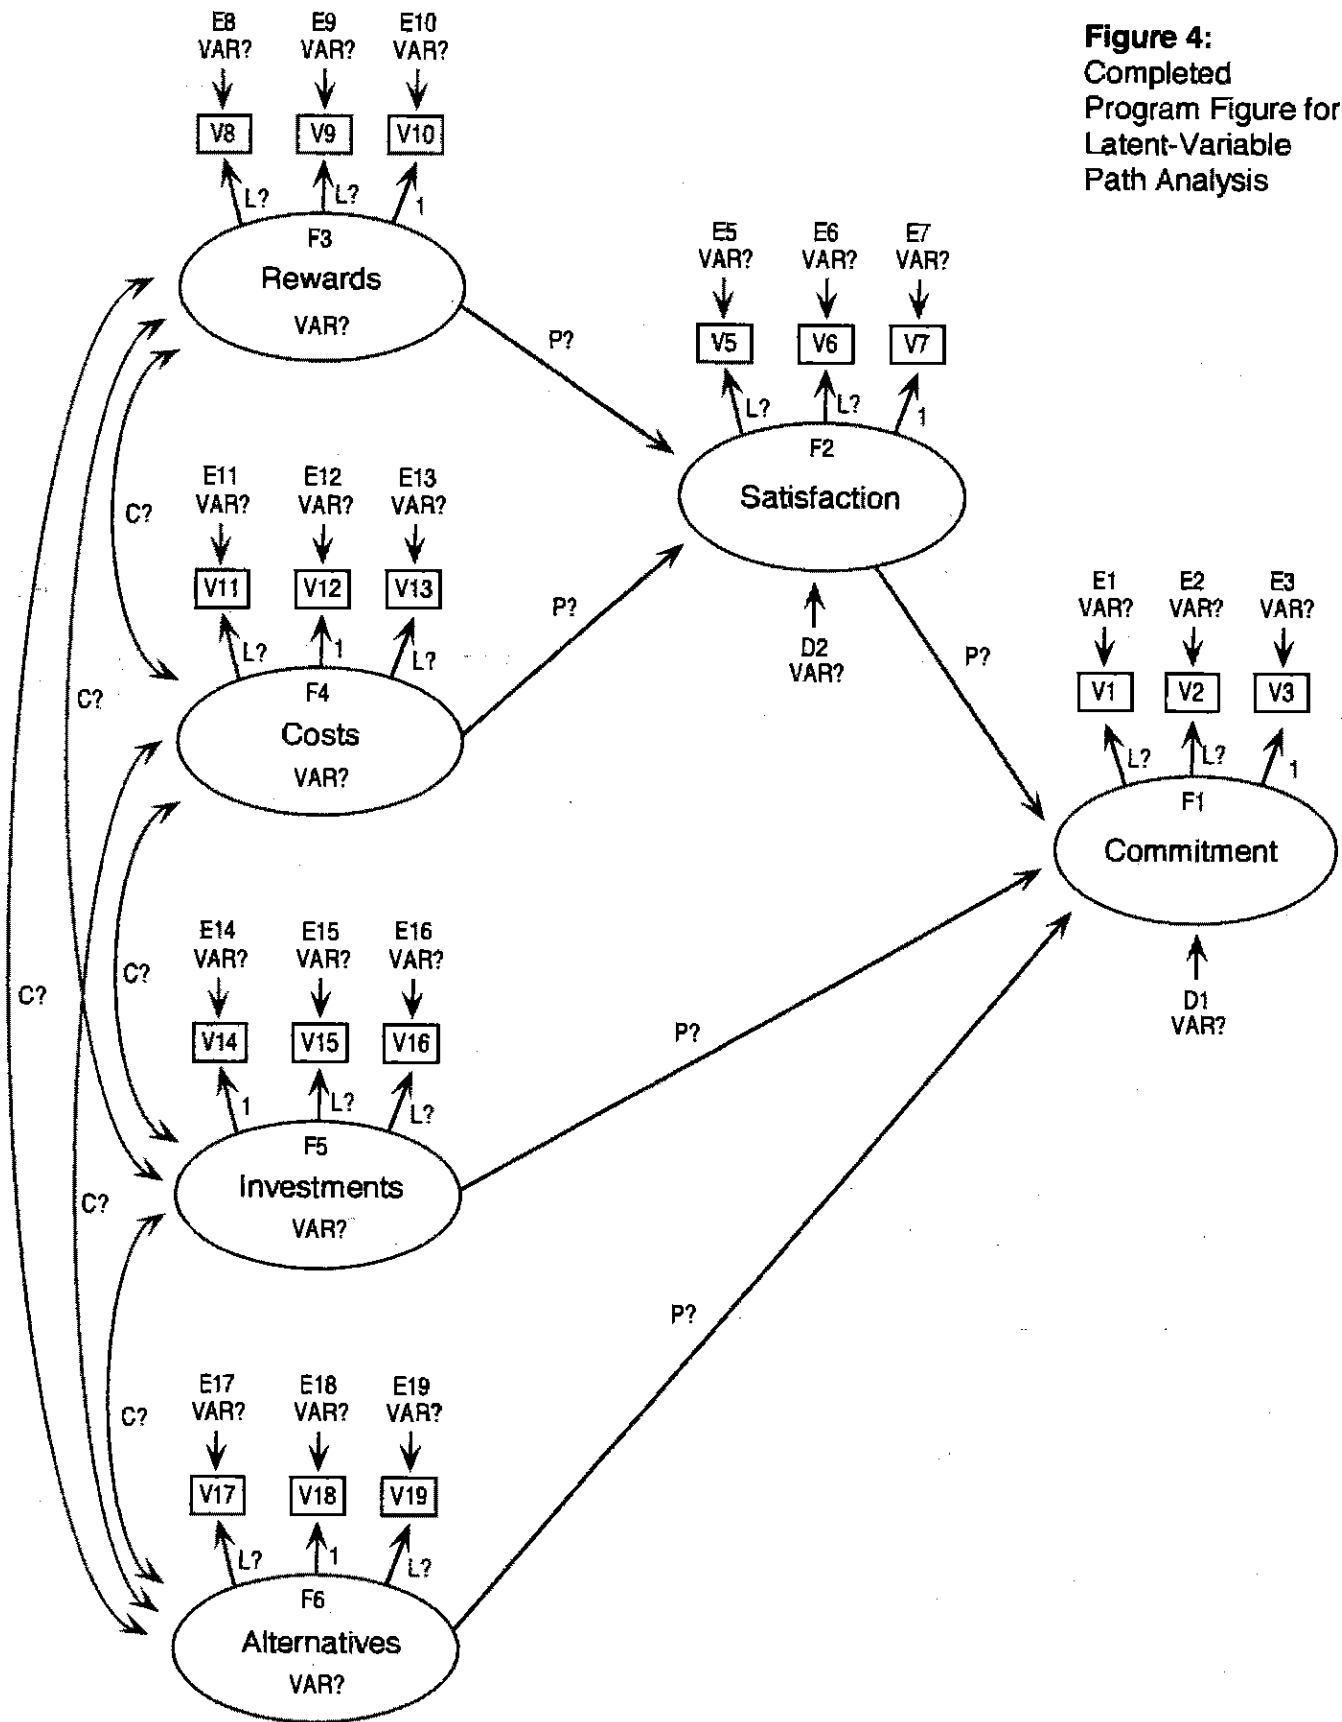 Figure 4:
Completed
Program Figure for
Latent-Variable
Path Analysis
E8 E9 E10
VAR? VAR? VAR?
V8 V9 V10
L? L? 1
F3
Rewards
VAR?
P?
E5 E6 E7
VAR? VAR? VAR?
V5 V6 V7
L? L? 1
F2
Satisfaction
D2
VAR?
C?
E11 E12 E13
VAR? VAR? VAR?
V11 V12 V13
L? 1 L?
F4
Costs
VAR?
P?
C?
P?
E1 E2 E3
VAR? VAR? VAR?
V1 V2 V3
L? L? 1
F1
Commitment
D1
VAR?
E14 E15 E16
VAR? VAR? VAR?
C?
C?
V14 V15 V16
1 L? L?
F5
Investments
VAR?
P?
C?
P?
E17 E18 E19
VAR? VAR? VAR?
C?
V17 V18 V19
L? 1 L?
F6
Alternatives
VAR?